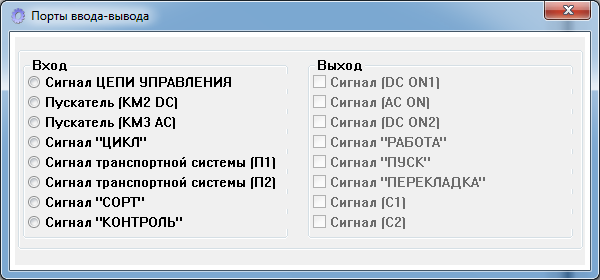 Порты ввода-вывода
Вход
Сигнал ЦЕПИ УПРАВЛЕНИЯ
Пускатель (KM2 DC)
Пускатель (KM3 AC)
Сигнал "ЦИКЛ"
Сигнал транспортной системы (П1)
Сигнал транспортной системы (П2)
Сигнал "СОРТ"
Сигнал "КОНТРОЛЬ"
Выход
Сигнал (DC ON1)
Сигнал (AC ON)
Сигнал (DC ON2)
Сигнал "РАБОТА"
Сигнал "ПУСК"
Сигнал "ПЕРЕКЛАДКА"
Сигнал (С1)
Сигнал (С2)